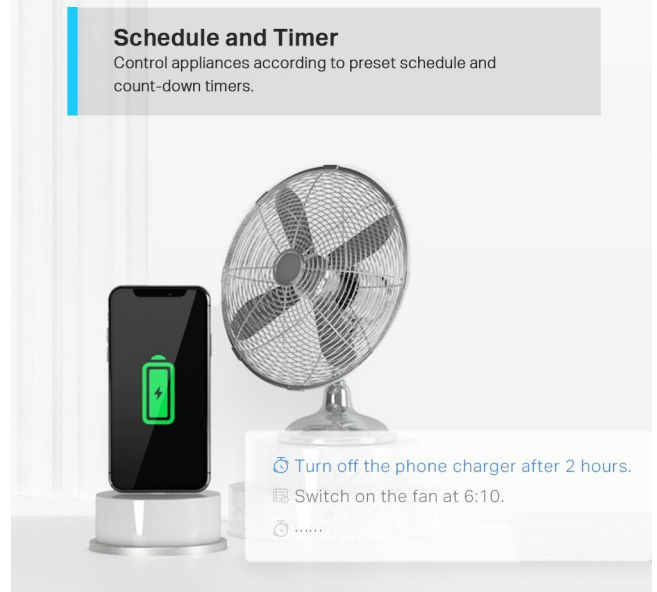 Schedule and Timer
Control appliances according to preset schedule and
count-down timers.
Turn off the phone charger after 2 hours.
Switch on the fan at 6:10.
......